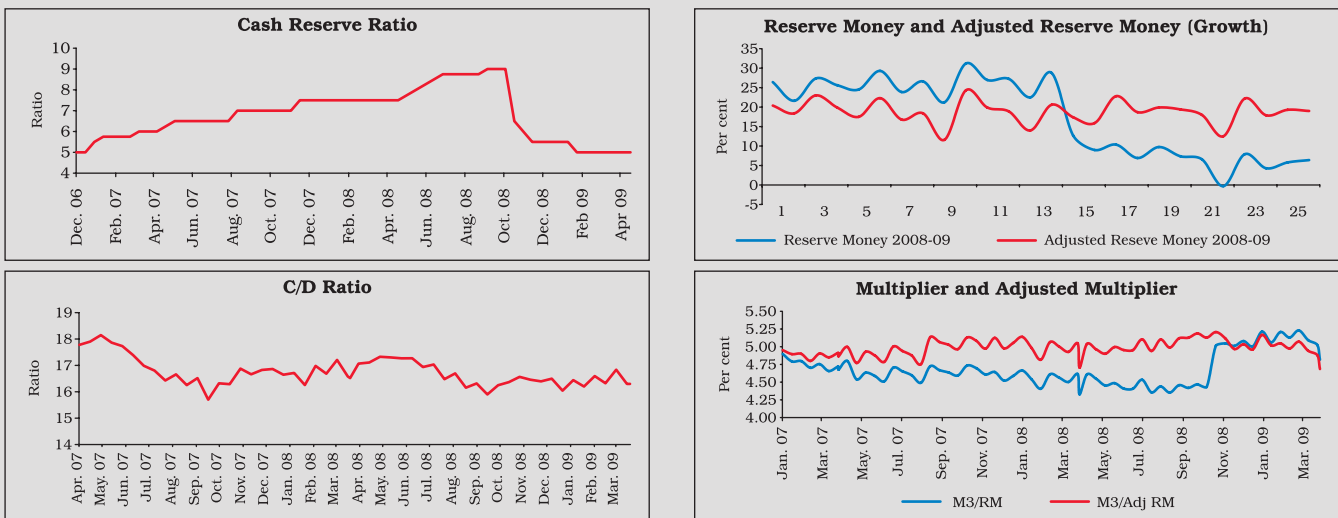 Cash Reserve Ratio
Ratio
10
9
8
7
6
5
4
Dec. 06
Feb. 07
Apr. 07
Jun. 07
Aug. 07
Oct. 07
Dec. 07
Feb. 08
Apr. 08
Jun. 08
Aug. 08
Oct. 08
Dec. 08
Feb 09
Apr 09
Reserve Money and Adjusted Reserve Money (Growth)
Per cent
35
30
25
20
15
10
5
0
-5
1 3 5 7 9 11 13 15 17 19 21 23 25
Reserve Money 2008-09 Adjusted Reseve Money 2008-09
C/D Ratio
Ratio
19
18
17
16
15
14
Apr. 07
May. 07
Jun. 07
Jul. 07
Aug. 07
Sep. 07
Oct. 07
Nov. 07
Dec. 07
Jan. 08
Feb. 08
Mar. 08
Apr. 08
May. 08
Jun. 08
Jul. 08
Aug. 08
Sep. 08
Oct. 08
Nov. 08
Dec. 08
Jan. 09
Feb. 09
Mar. 09
Multiplier and Adjusted Multiplier
Per cent
5.50
5.25
5.00
4.75
4.50
4.25
4.00
Jan. 07
Mar. 07
May. 07
Jul. 07
Sep. 07
Nov. 07
Jan. 08
Mar. 08
May. 08
Jul. 08
Sep. 08
Nov. 08
Jan. 09
Mar. 09
M3/RM M3/Adj RM